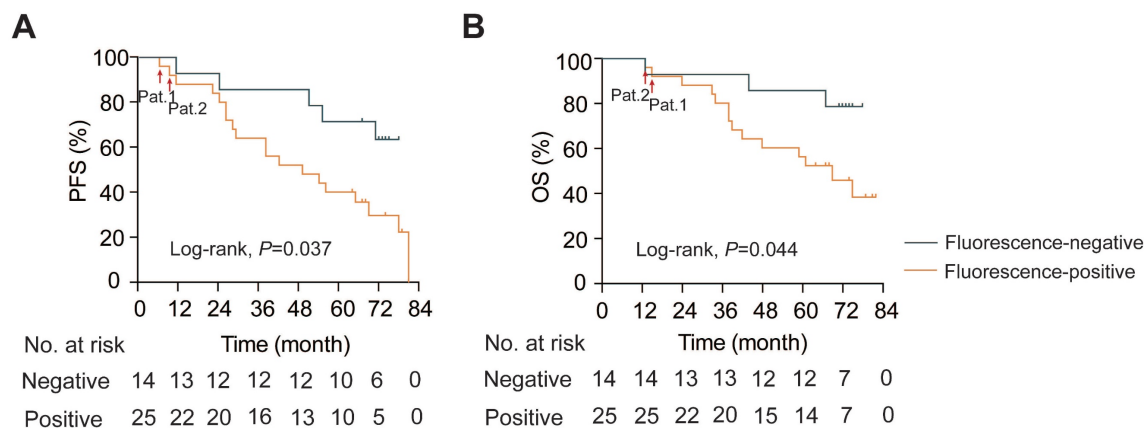 A
PFS (%)
100
80
60
40
20
0
Pat.1
Pat.2
Log-rank, P=0.037
0 12 24 36 48 60 72 84
Time (month)
No. at risk
Negative 14 13 12 12 12 10 6 0
Positive 25 22 20 16 13 10 5 0
B
OS (%)
100
80
60
40
20
0
Pat.2
Pat.1
Log-rank, P=0.044
0 12 24 36 48 60 72 84
Time (month)
No. at risk
Negative 14 14 13 13 12 12 7 0
Positive 25 25 22 20 15 14 7 0
Fluorescence-negative
Fluorescence-positive